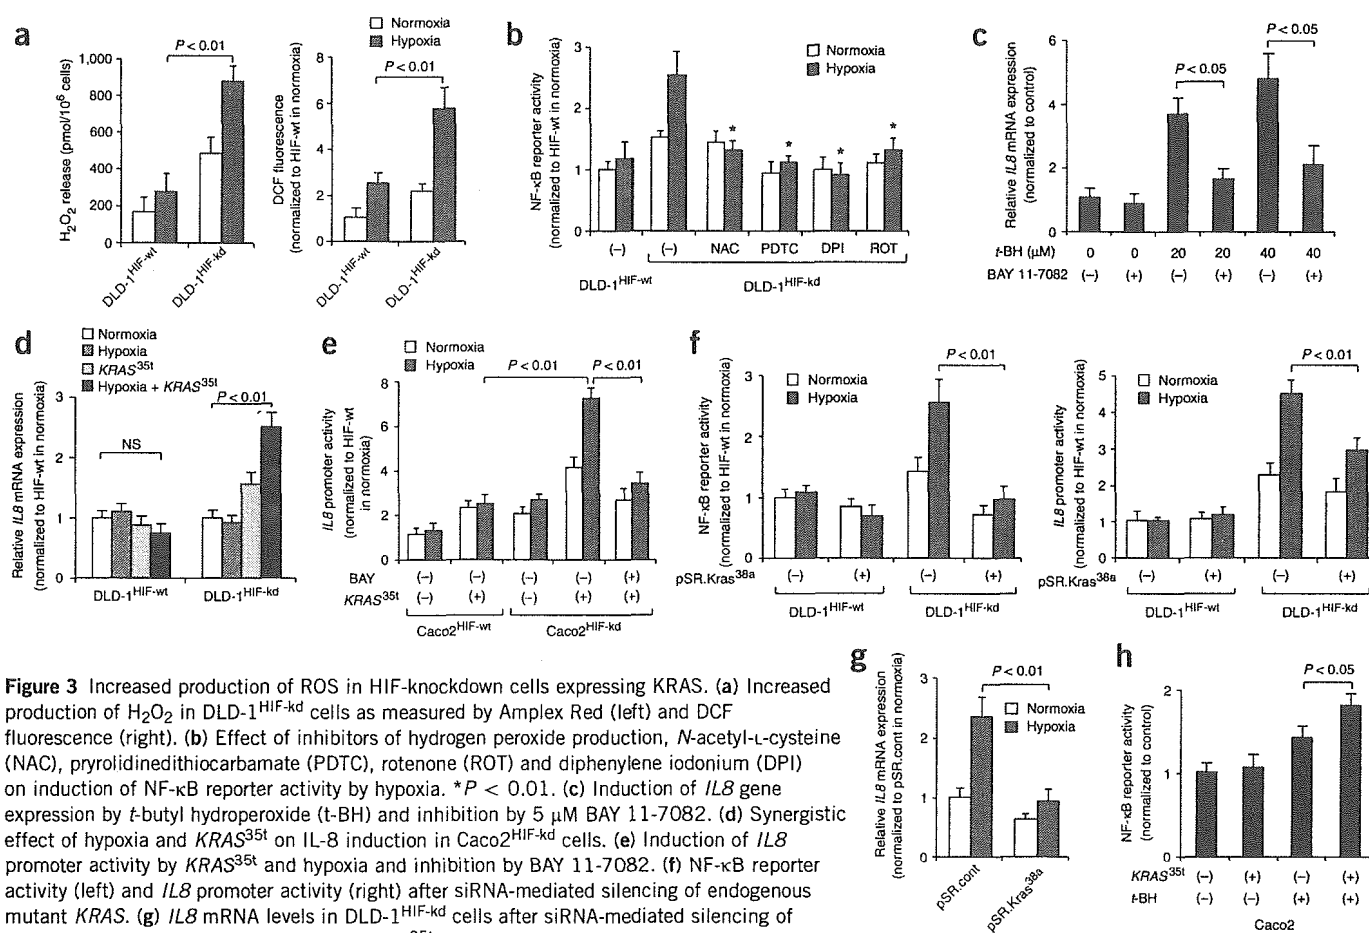 a
Normoxia
Hypoxia
P < 0.01
H₂O₂ release (pmol/10⁶ cells)
1,000
800
600
400
200
0
DLD-1ᴴᴵᶠ⁻ʷᵗ
DLD-1ᴴᴵᶠ⁻ᵏᵈ
P < 0.01
DCF fluorescence
(normalized to HIF-wt in normoxia)
8
6
4
2
0
DLD-1ᴴᴵᶠ⁻ʷᵗ
DLD-1ᴴᴵᶠ⁻ᵏᵈ
b
Normoxia
Hypoxia
NF-κB reporter activity
(normalized to HIF-wt in normoxia)
3
2
1
0
* * * *
(–) (–) NAC PDTC DPI ROT
DLD-1ᴴᴵᶠ⁻ʷᵗ DLD-1ᴴᴵᶠ⁻ᵏᵈ
c
Relative IL8 mRNA expression
(normalized to control)
6
4
2
0
P < 0.05
P < 0.05
t-BH (μM) 0 0 20 20 40 40
BAY 11-7082 (–) (+) (–) (+) (–) (+)
d
Normoxia
Hypoxia
KRAS³⁵ᵗ
Hypoxia + KRAS³⁵ᵗ
Relative IL8 mRNA expression
(normalized to HIF-wt in normoxia)
3
2
1
0
NS
P < 0.01
DLD-1ᴴᴵᶠ⁻ʷᵗ DLD-1ᴴᴵᶠ⁻ᵏᵈ
e
Normoxia
Hypoxia
IL8 promoter activity
(normalized to HIF-wt
in normoxia)
8
6
4
2
0
P < 0.01 P < 0.01
BAY (–) (–) (–) (–) (+)
KRAS³⁵ᵗ (–) (+) (–) (+) (+)
Caco2ᴴᴵᶠ⁻ʷᵗ Caco2ᴴᴵᶠ⁻ᵏᵈ
f
Normoxia
Hypoxia
NF-κB reporter activity
(normalized to HIF-wt in normoxia)
3
2
1
0
P < 0.01
pSR.Kras³⁸ᵃ (–) (+) (–) (+)
DLD-1ᴴᴵᶠ⁻ʷᵗ DLD-1ᴴᴵᶠ⁻ᵏᵈ
Normoxia
Hypoxia
IL8 promoter activity
(normalized to HIF-wt in normoxia)
5
4
3
2
1
0
P < 0.01
pSR.Kras³⁸ᵃ (–) (+) (–) (+)
DLD-1ᴴᴵᶠ⁻ʷᵗ DLD-1ᴴᴵᶠ⁻ᵏᵈ
Figure 3 Increased production of ROS in HIF-knockdown cells expressing KRAS. (a) Increased
production of H₂O₂ in DLD-1ᴴᴵᶠ⁻ᵏᵈ cells as measured by Amplex Red (left) and DCF
fluorescence (right). (b) Effect of inhibitors of hydrogen peroxide production, N-acetyl-L-cysteine
(NAC), pryrolidinedithiocarbamate (PDTC), rotenone (ROT) and diphenylene iodonium (DPI)
on induction of NF-κB reporter activity by hypoxia. *P < 0.01. (c) Induction of IL8 gene
expression by t-butyl hydroperoxide (t-BH) and inhibition by 5 μM BAY 11-7082. (d) Synergistic
effect of hypoxia and KRAS³⁵ᵗ on IL-8 induction in Caco2ᴴᴵᶠ⁻ᵏᵈ cells. (e) Induction of IL8
promoter activity by KRAS³⁵ᵗ and hypoxia and inhibition by BAY 11-7082. (f) NF-κB reporter
activity (left) and IL8 promoter activity (right) after siRNA-mediated silencing of endogenous
mutant KRAS. (g) IL8 mRNA levels in DLD-1ᴴᴵᶠ⁻ᵏᵈ cells after siRNA-mediated silencing of
g
Normoxia
Hypoxia
Relative IL8 mRNA expression
(normalized to pSR.cont in normoxia)
3
2
1
0
P < 0.01
pSR.cont
pSR.Kras³⁸ᵃ
h
NF-κB reporter activity
(normalized to control)
2
1
0
P < 0.05
KRAS³⁵ᵗ (–) (+) (–) (+)
t-BH (–) (–) (+) (+)
Caco2